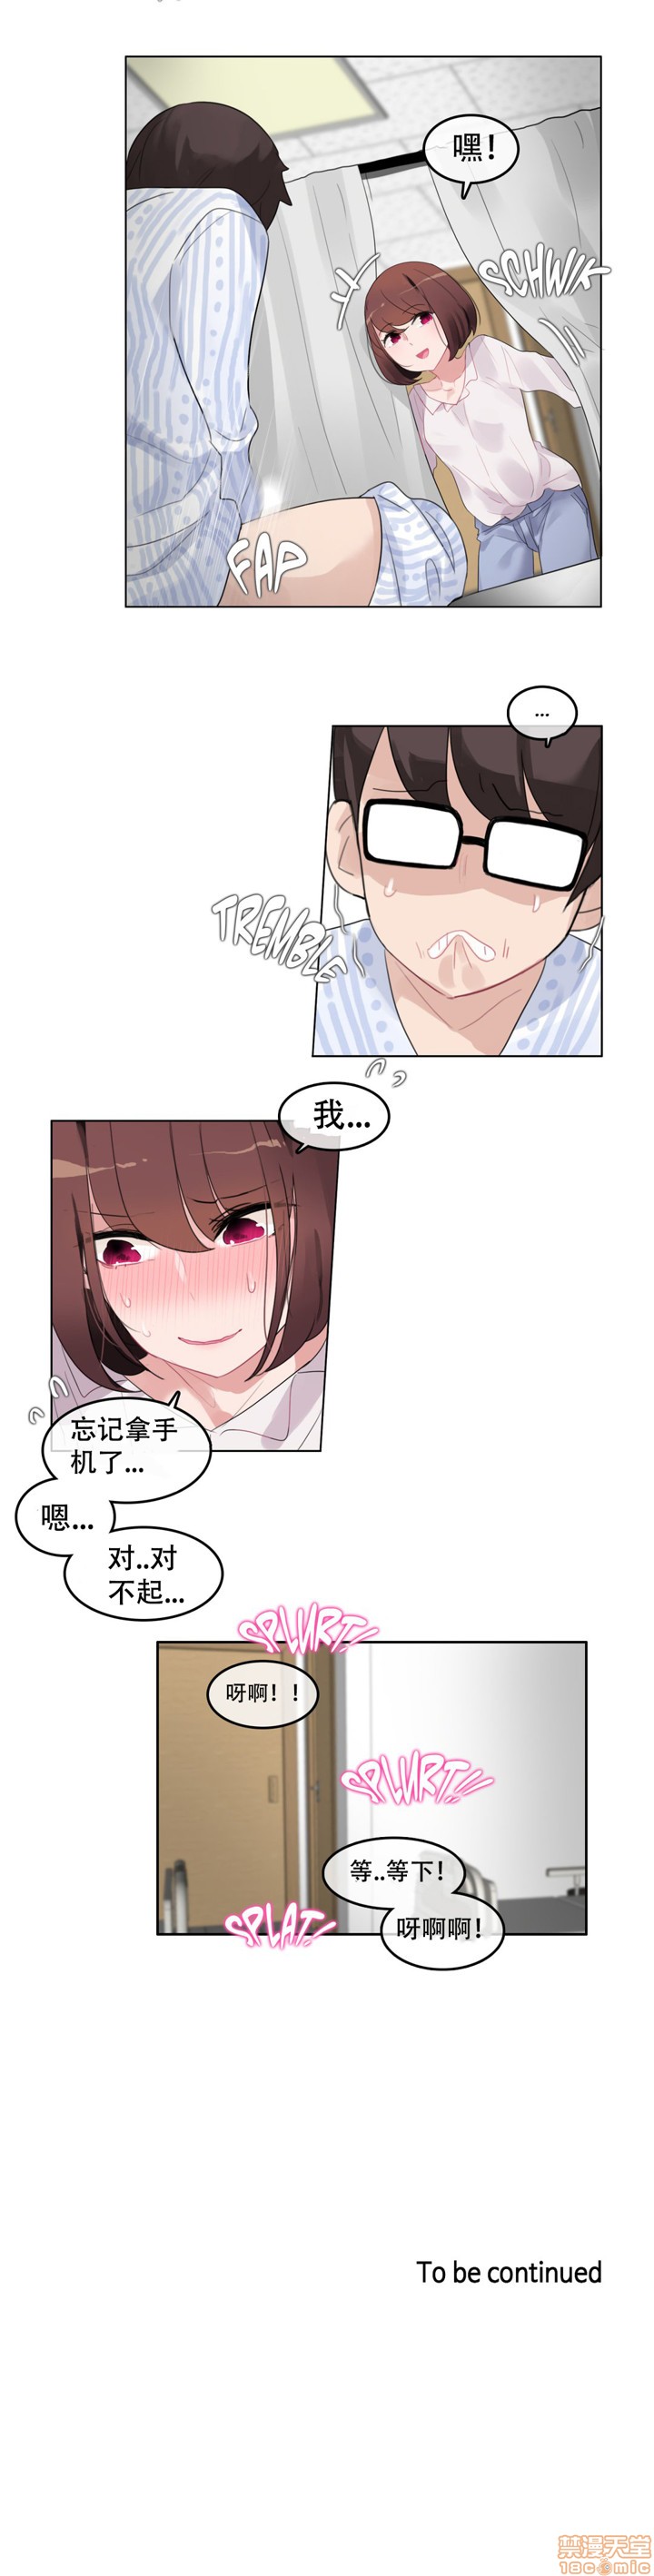 嘿!
SCHWIK
FAP
...
TREMBLE
我...
忘记拿手
机了...
嗯...
对..对
不起...
SPLURT!!
呀啊！！
SPLURT!!
等..等下!
SPLAT!!
呀啊啊!
To be continued
禁漫天堂
18comic